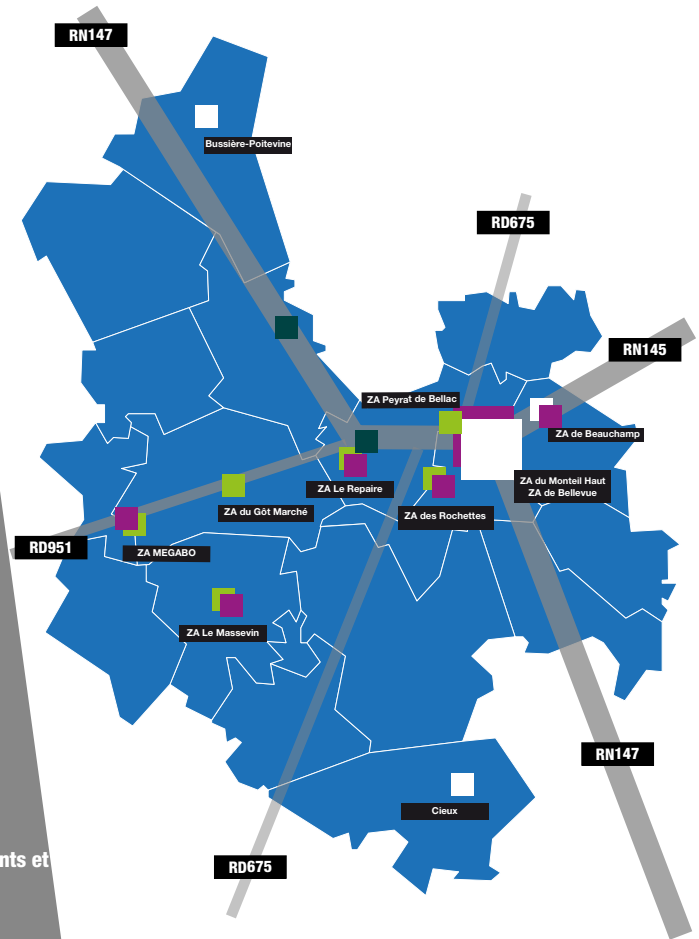 RN147
Bussière-Poitevine
RD675
RN145
ZA Peyrat de Bellac
ZA de Beauchamp
ZA Le Repaire
ZA du Monteil Haut
ZA de Bellevue
ZA du Gôt Marché
ZA des Rochettes
RD951
ZA MEGABO
ZA Le Massevin
RN147
Cieux
nts et
RD675